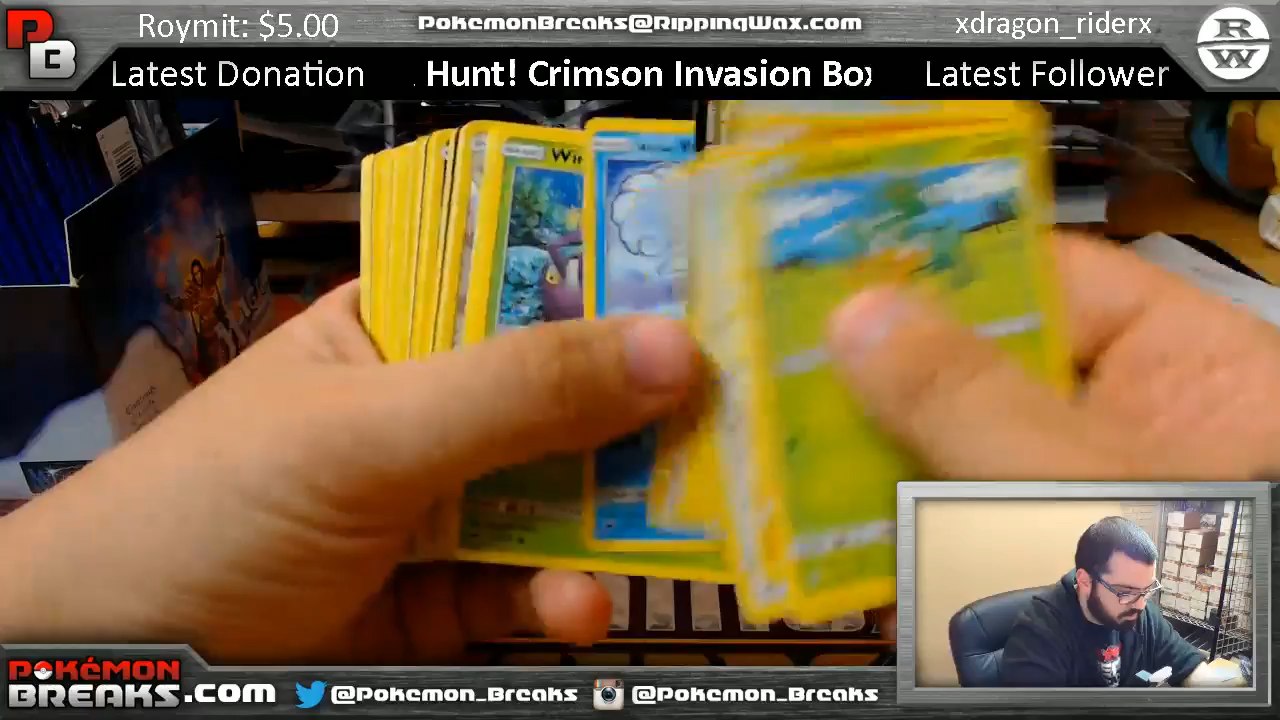 Roymit: $5.00
PokemonBreaks@RippingWax.com
xdragon_riderx
PB
Latest Donation
. Hunt! Crimson Invasion Box
Latest Follower
RW
POKéMON
BREAKS.com
@Pokemon_Breaks
@Pokemon_Breaks